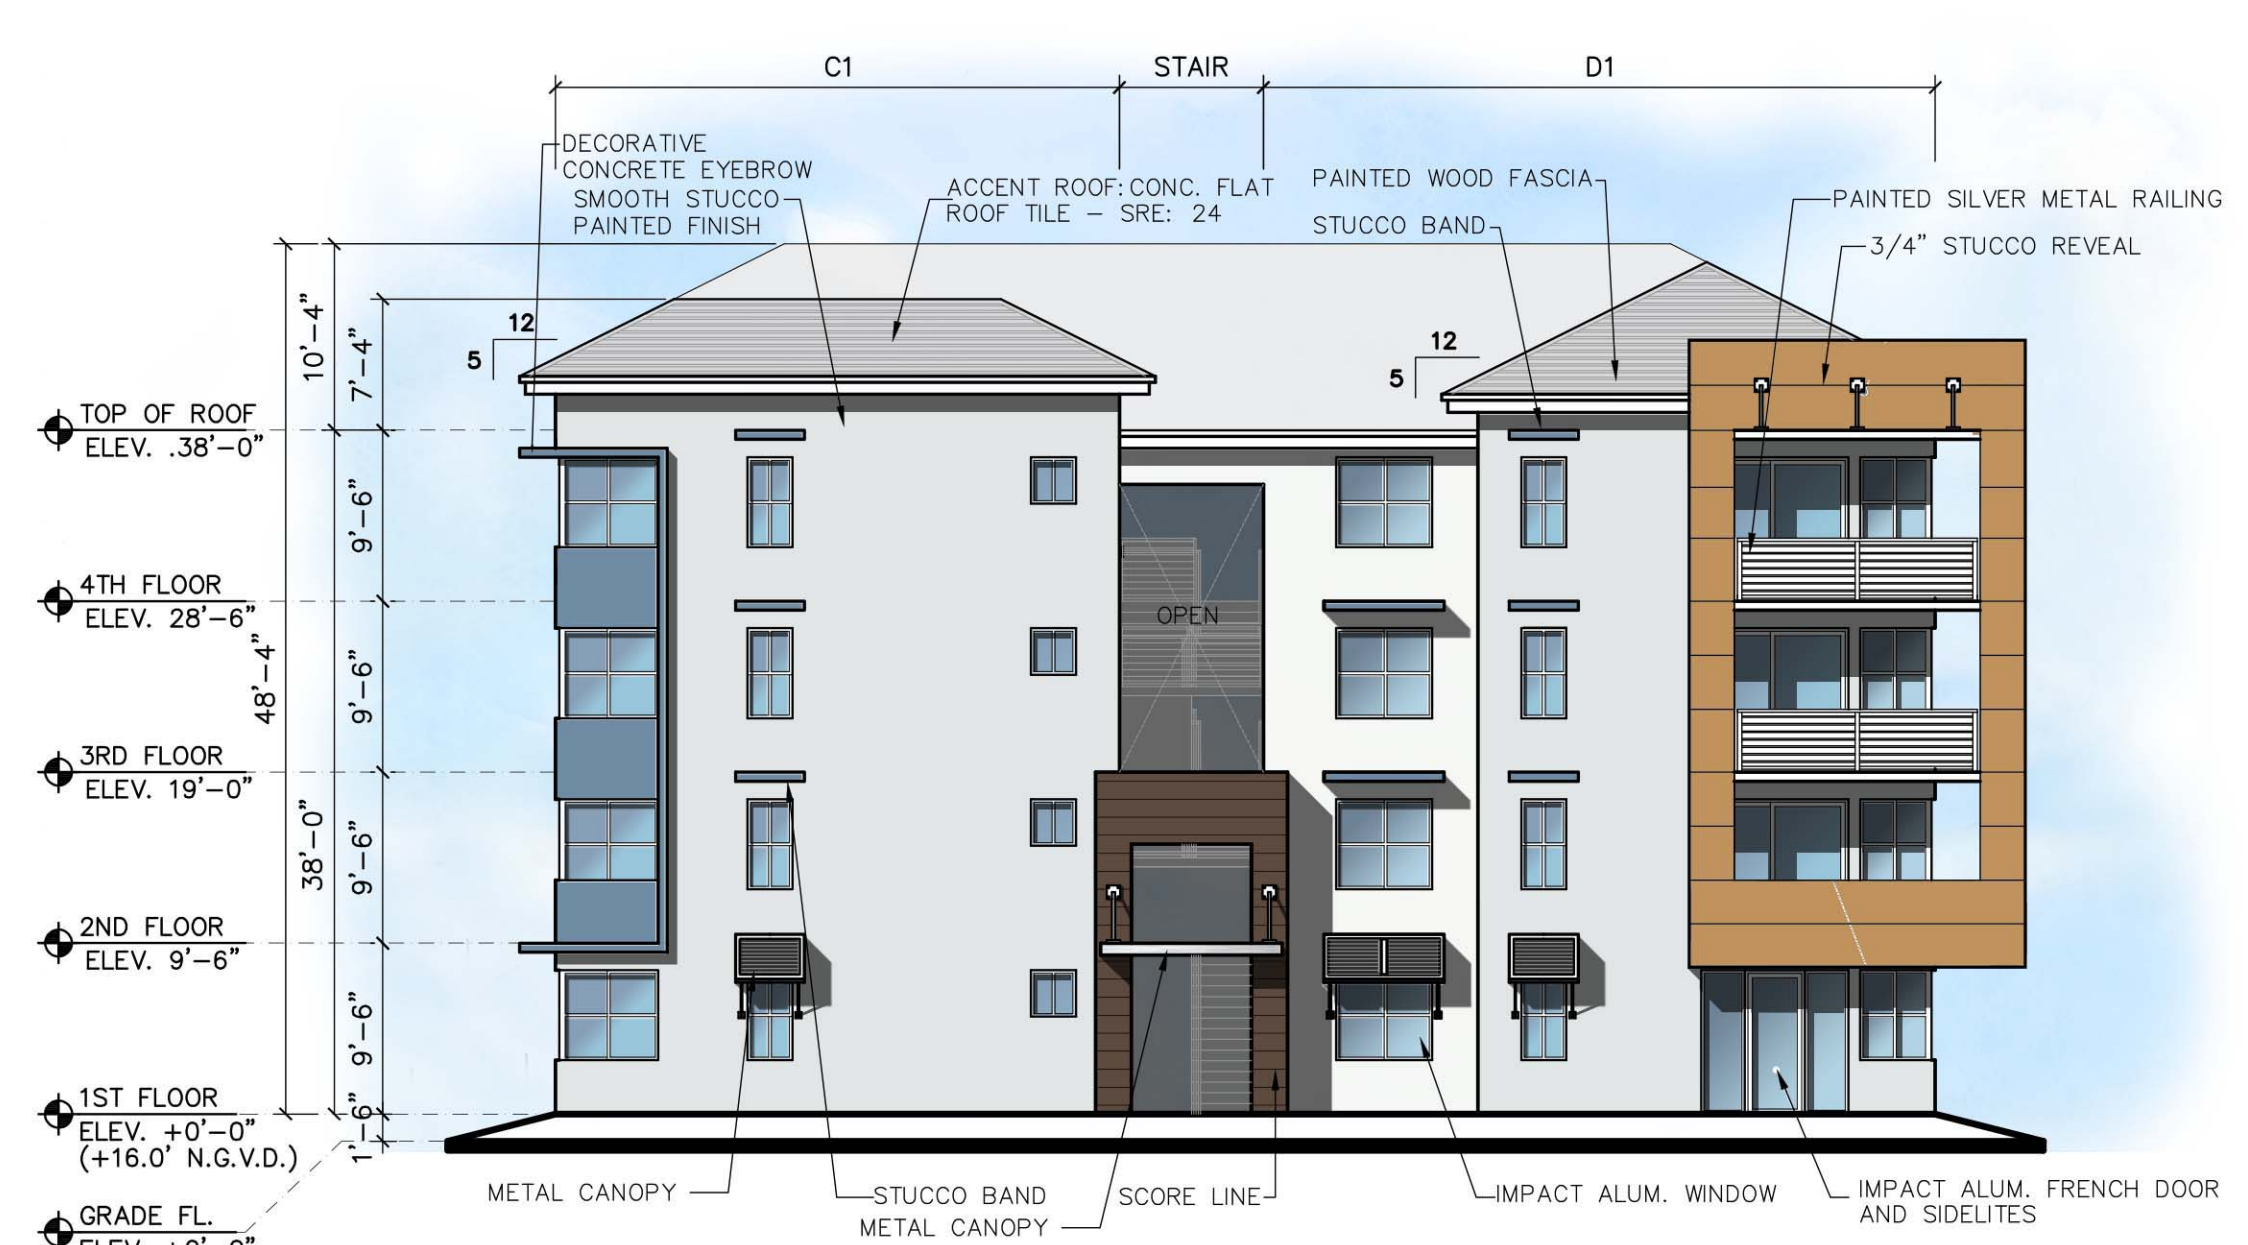 C1
STAIR
D1
DECORATIVE
CONCRETE EYEBROW
SMOOTH STUCCO
PAINTED FINISH
ACCENT ROOF: CONC. FLAT
ROOF TILE – SRE: 24
PAINTED WOOD FASCIA
STUCCO BAND
PAINTED SILVER METAL RAILING
3/4" STUCCO REVEAL
12
5
12
5
10'–4"
7'–4"
TOP OF ROOF
ELEV. .38'–0"
9'–6"
4TH FLOOR
ELEV. 28'–6"
OPEN
48'–4"
9'–6"
3RD FLOOR
ELEV. 19'–0"
38'–0"
9'–6"
2ND FLOOR
ELEV. 9'–6"
9'–6"
1ST FLOOR
ELEV. +0'–0"
(+16.0' N.G.V.D.)
1'–6"
METAL CANOPY
STUCCO BAND
METAL CANOPY
SCORE LINE
IMPACT ALUM. WINDOW
IMPACT ALUM. FRENCH DOOR
AND SIDELITES
GRADE FL.